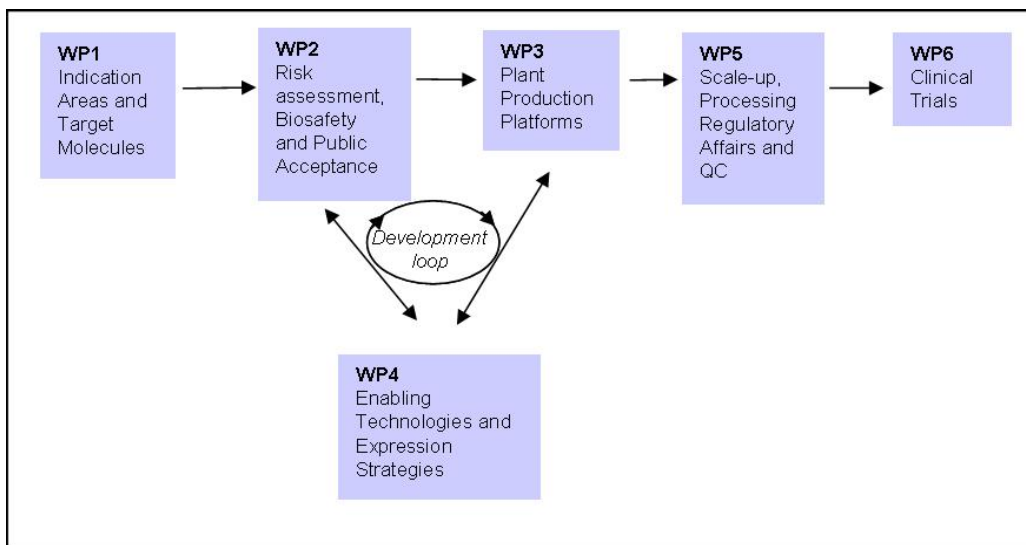 WP1
Indication
Areas and
Target
Molecules
WP2
Risk
assessment,
Biosafety
and Public
Acceptance
WP3
Plant
Production
Platforms
WP5
Scale-up,
Processing
Regulatory
Affairs and
QC
WP6
Clinical
Trials
Development
loop
WP4
Enabling
Technologies and
Expression
Strategies